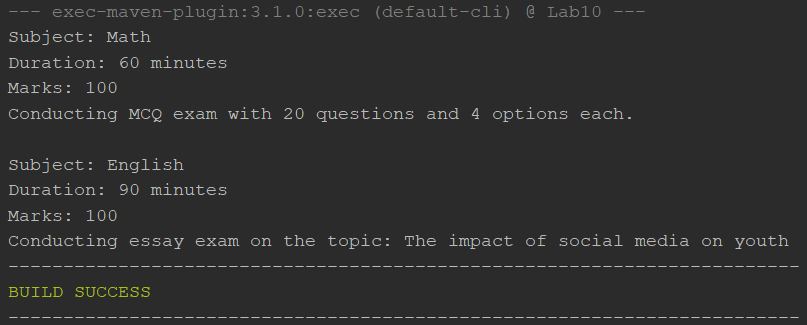 --- exec-maven-plugin:3.1.0:exec (default-cli) @ Lab10 ---
Subject: Math
Duration: 60 minutes
Marks: 100
Conducting MCQ exam with 20 questions and 4 options each.
Subject: English
Duration: 90 minutes
Marks: 100
Conducting essay exam on the topic: The impact of social media on youth
------------------------------------------------------------------------
BUILD SUCCESS
------------------------------------------------------------------------